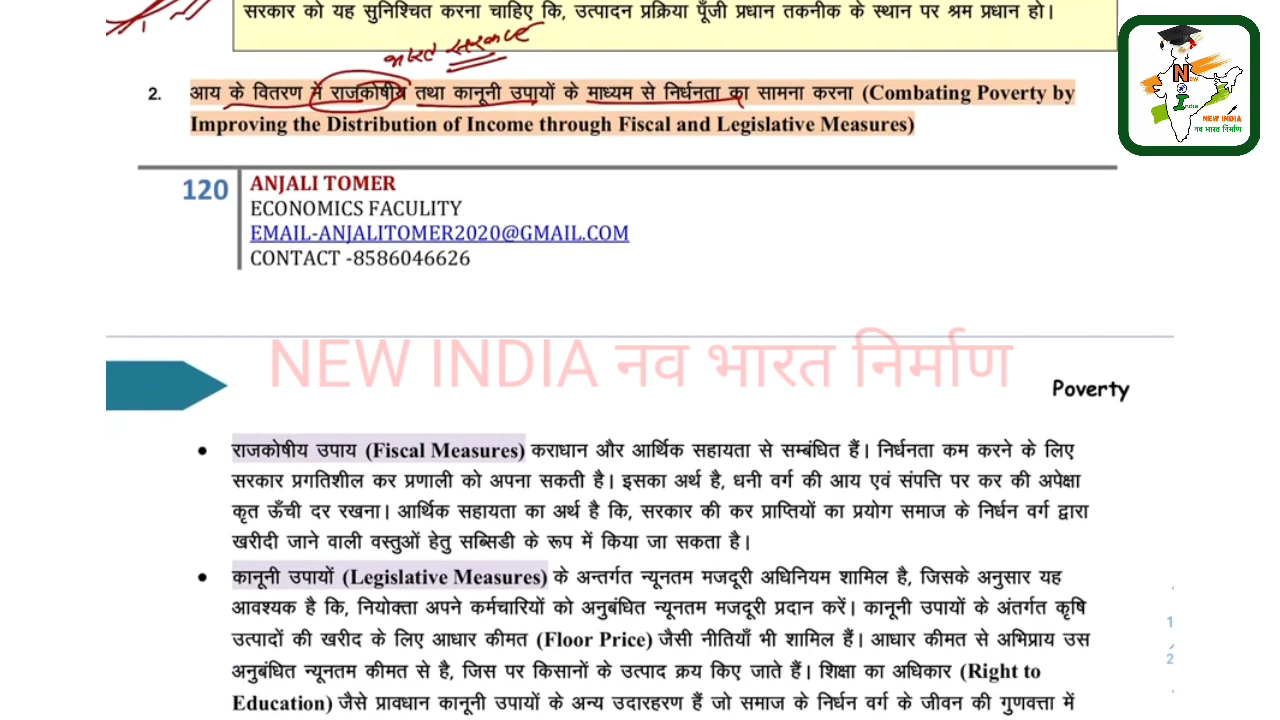 सरकार को यह सुनिश्चित करना चाहिए कि, उत्पादन प्रक्रिया पूँजी प्रधान तकनीक के स्थान पर श्रम प्रधान हो।
भारत सरकार
2. आय के वितरण में राजकोषीय तथा कानूनी उपायों के माध्यम से निर्धनता का सामना करना (Combating Poverty by
Improving the Distribution of Income through Fiscal and Legislative Measures)
120
ANJALI TOMER
ECONOMICS FACULITY
EMAIL-ANJALITOMER2020@GMAIL.COM
CONTACT -8586046626
NEW INDIA
नव भारत निर्माण
NEW INDIA नव भारत निर्माण
Poverty
• राजकोषीय उपाय (Fiscal Measures) कराधान और आर्थिक सहायता से सम्बंधित हैं। निर्धनता कम करने के लिए
सरकार प्रगतिशील कर प्रणाली को अपना सकती है। इसका अर्थ है, धनी वर्ग की आय एवं संपत्ति पर कर की अपेक्षा
कृत ऊँची दर रखना। आर्थिक सहायता का अर्थ है कि, सरकार की कर प्राप्तियों का प्रयोग समाज के निर्धन वर्ग द्वारा
खरीदी जाने वाली वस्तुओं हेतु सब्सिडी के रूप में किया जा सकता है।
• कानूनी उपायों (Legislative Measures) के अन्तर्गत न्यूनतम मजदूरी अधिनियम शामिल है, जिसके अनुसार यह
आवश्यक है कि, नियोक्ता अपने कर्मचारियों को अनुबंधित न्यूनतम मजदूरी प्रदान करें। कानूनी उपायों के अंतर्गत कृषि
उत्पादों की खरीद के लिए आधार कीमत (Floor Price) जैसी नीतियाँ भी शामिल हैं। आधार कीमत से अभिप्राय उस
अनुबंधित न्यूनतम कीमत से है, जिस पर किसानों के उत्पाद क्रय किए जाते हैं। शिक्षा का अधिकार (Right to
Education) जैसे प्रावधान कानूनी उपायों के अन्य उदारहरण हैं जो समाज के निर्धन वर्ग के जीवन की गुणवत्ता में
1
2